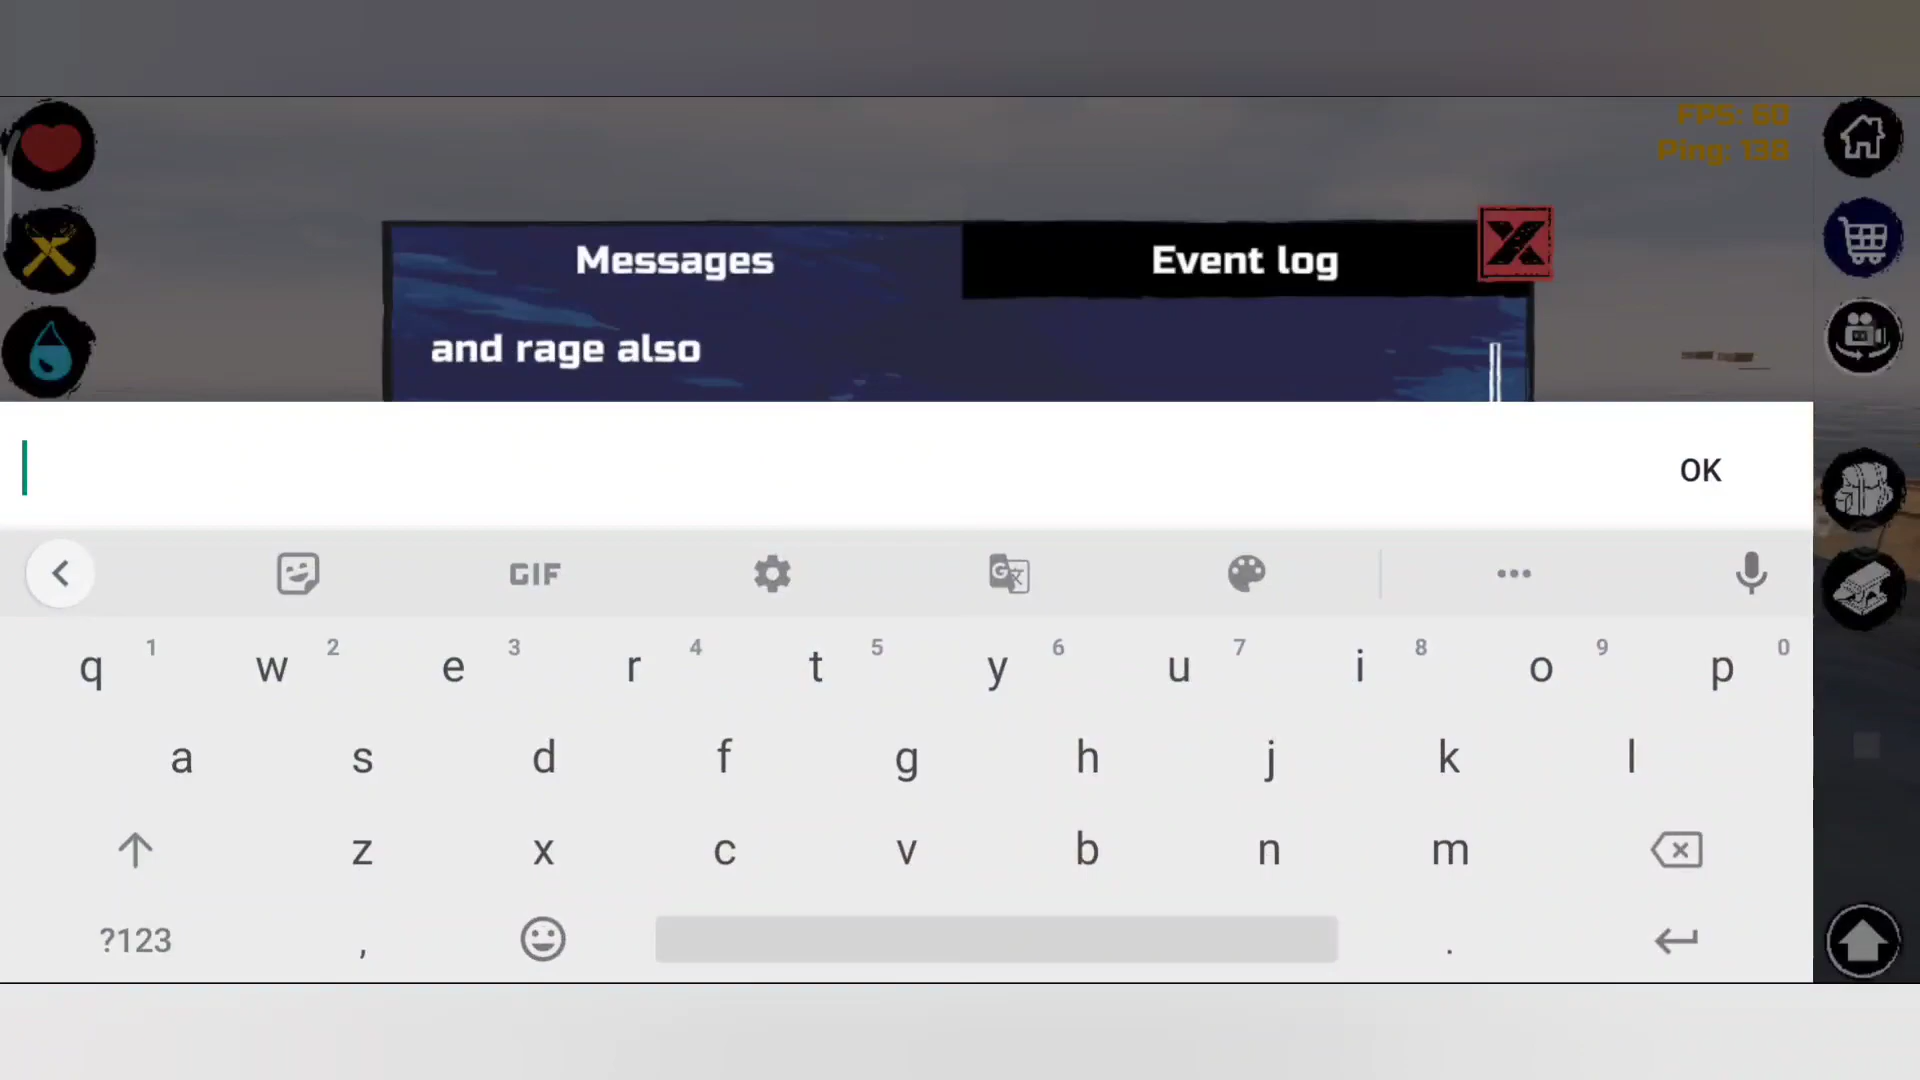 FPS: 60
Ping: 138
Messages
Event log
and rage also
OK
GIF
q 1 w 2 e 3 r 4 t 5 y 6 u 7 i 8 o 9 p 0
a s d f g h j k l
z x c v b n m
?123 , .